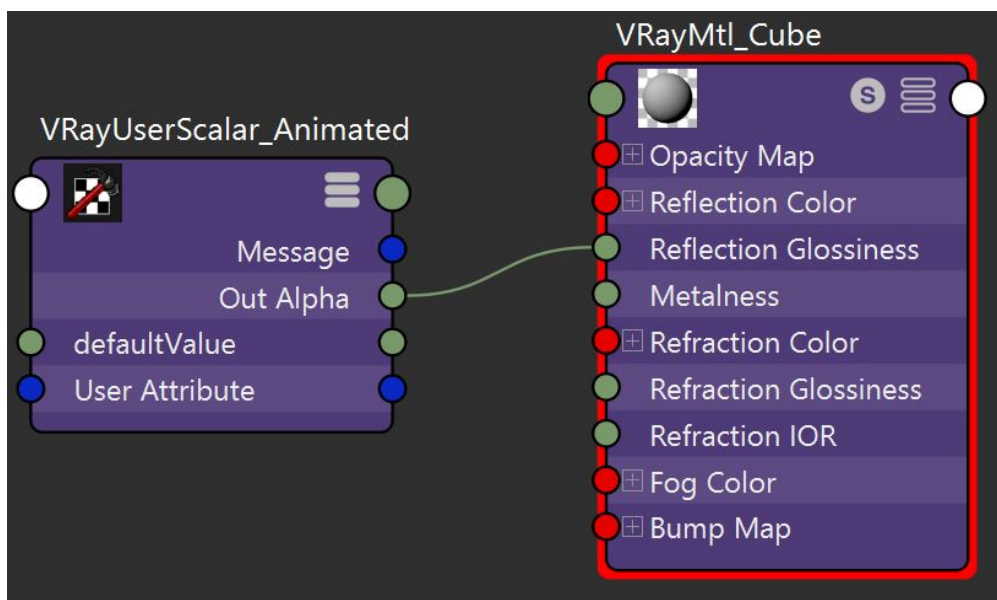 VRayMtl_Cube
S
VRayUserScalar_Animated
Opacity Map
Reflection Color
Message
Reflection Glossiness
Out Alpha
Metalness
defaultValue
Refraction Color
User Attribute
Refraction Glossiness
Refraction IOR
Fog Color
Bump Map